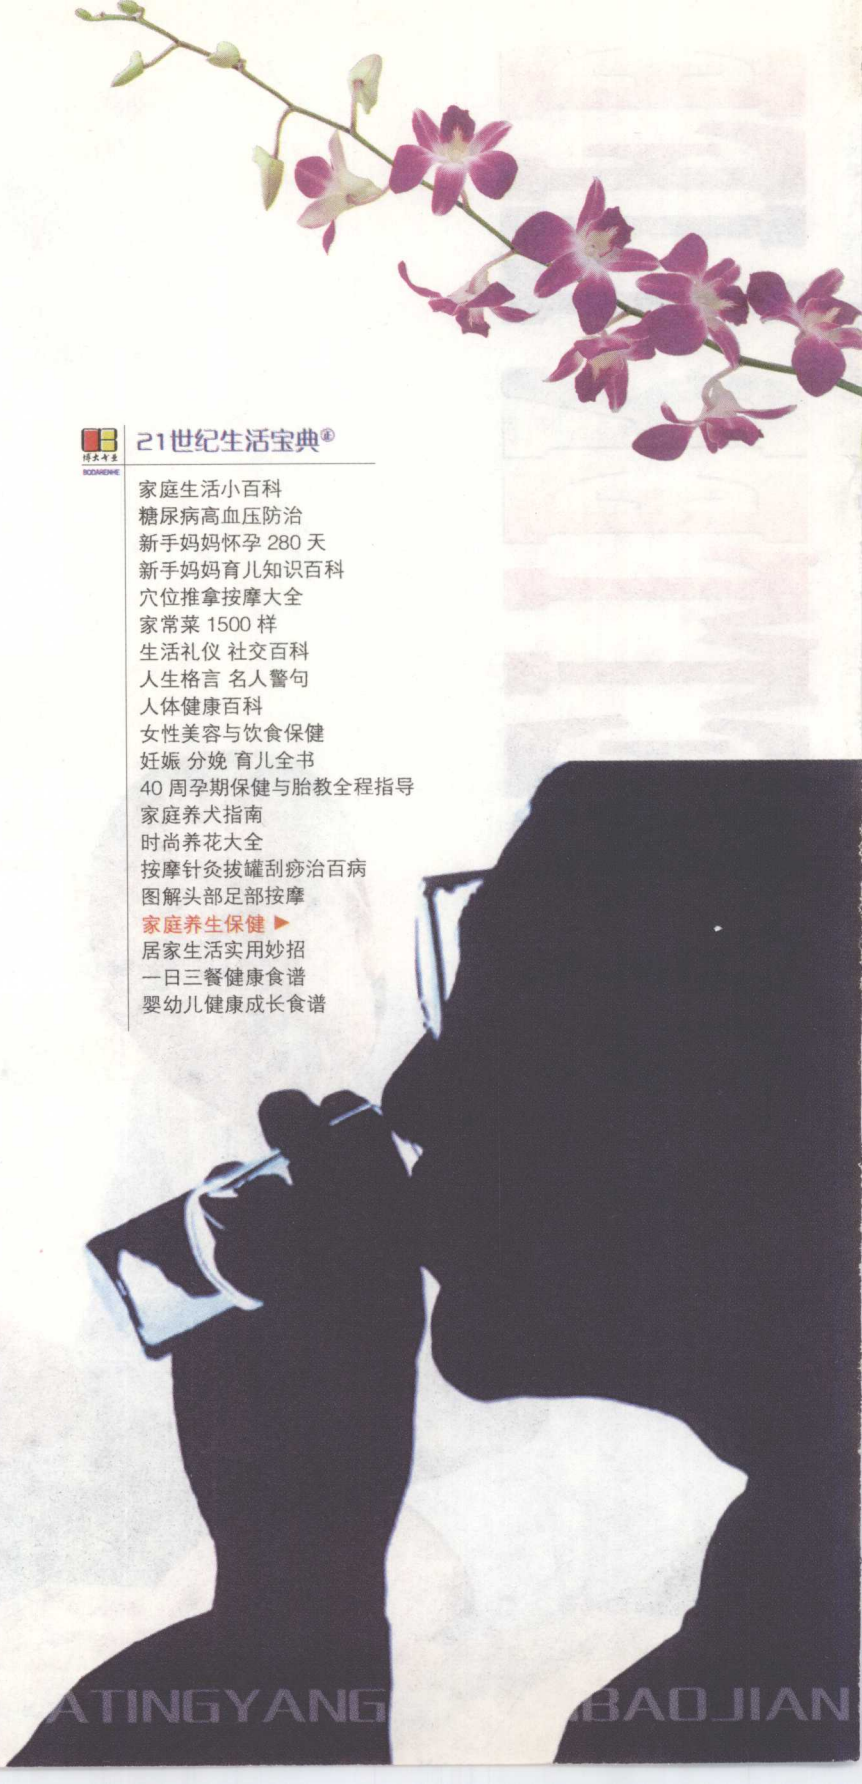 21世纪生活宝典
家庭生活小百科
糖尿病高血压防治
新手妈妈怀孕 280 天
新手妈妈育儿知识百科
穴位推拿按摩大全
家常菜 1500 样
生活礼仪 社交百科
人生格言 名人警句
人体健康百科
女性美容与饮食保健
妊娠 分娩 育儿全书
40 周孕期保健与胎教全程指导
家庭养犬指南
时尚养花大全
按摩针灸拔罐刮痧治百病
图解头部足部按摩
家庭养生保健 ▶
居家生活实用妙招
一日三餐健康食谱
婴幼儿健康成长食谱
ATINGYANG BAOJIAN